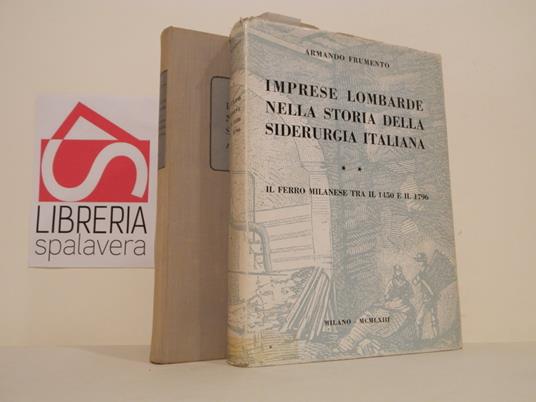 ARMANDO FRUMENTO
IMPRESE LOMBARDE
NELLA STORIA DELLA
SIDERURGIA ITALIANA
* *
IL FERRO MILANESE TRA IL 1450 E IL 1796
MILANO - MCMLXIII
LIBRERIA
spalavera